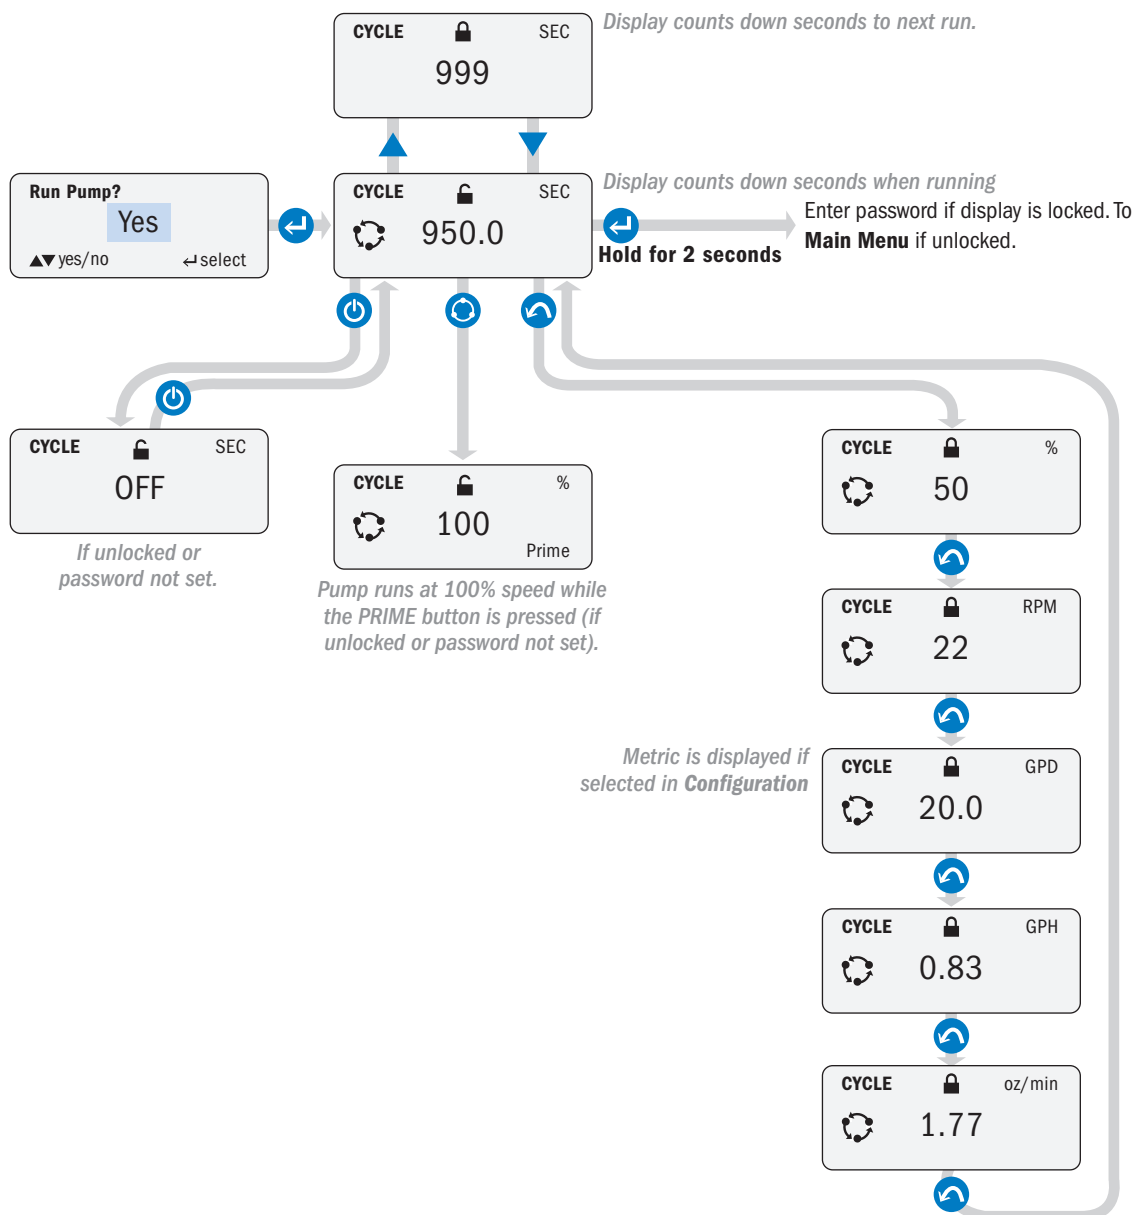 Display counts down seconds to next run.
CYCLE SEC
999
Run Pump?
Yes
▲▼ yes/no ↵ select
Display counts down seconds when running
CYCLE SEC
950.0
Hold for 2 seconds
Enter password if display is locked. To
Main Menu if unlocked.
CYCLE SEC
OFF
If unlocked or
password not set.
CYCLE %
100
Prime
Pump runs at 100% speed while
the PRIME button is pressed (if
unlocked or password not set).
CYCLE %
50
CYCLE RPM
22
Metric is displayed if
selected in Configuration
CYCLE GPD
20.0
CYCLE GPH
0.83
CYCLE oz/min
1.77